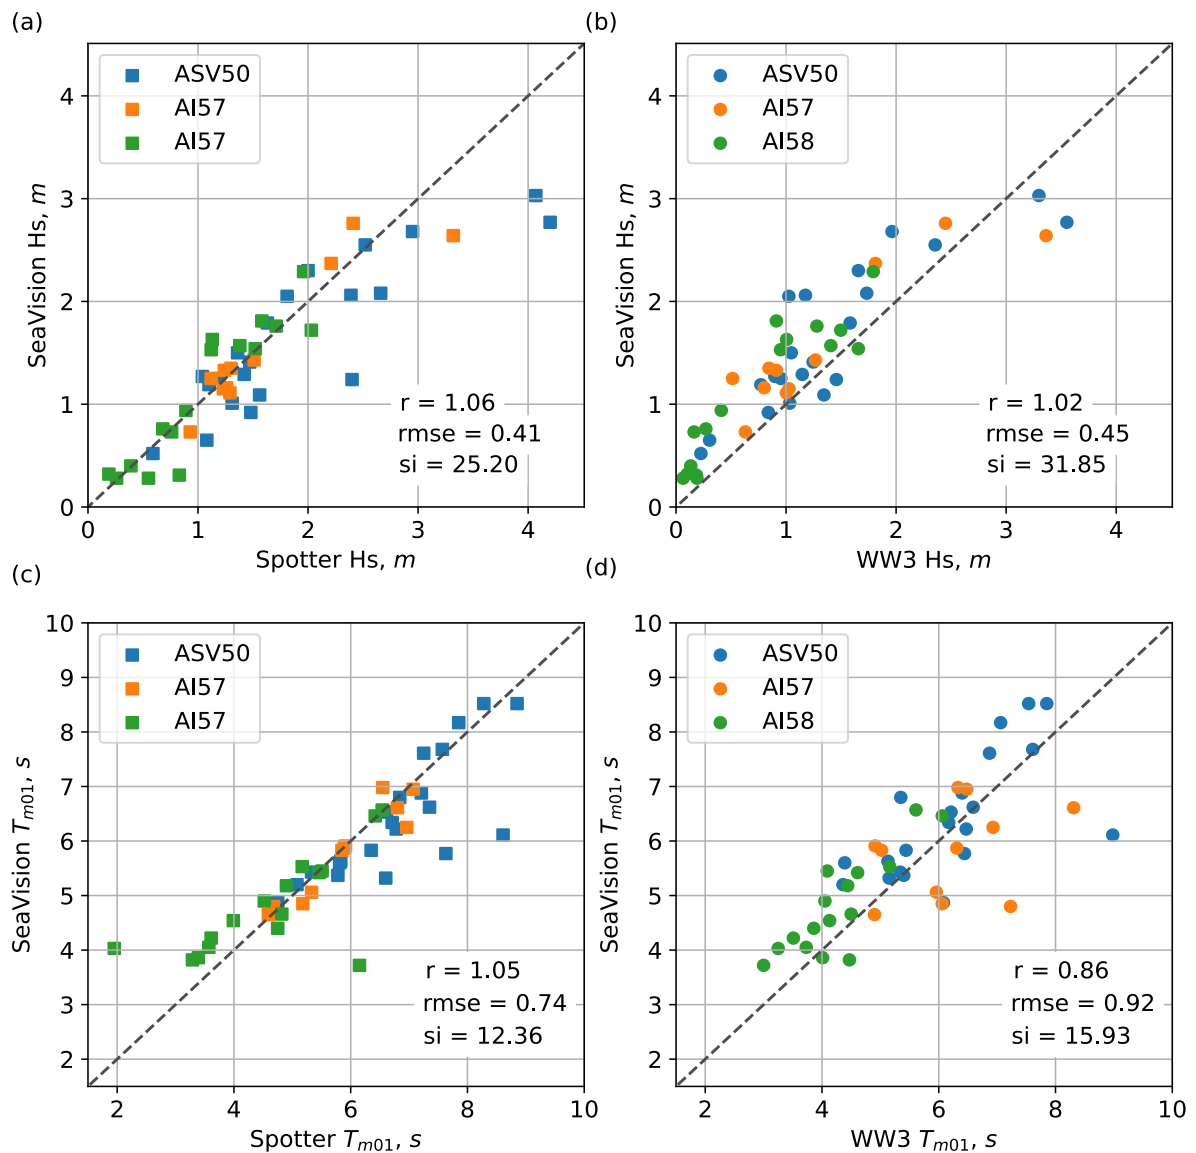 (a)
(b)
SeaVision Hs, m
4
3
2
1
0
ASV50
AI57
AI57
r = 1.06
rmse = 0.41
si = 25.20
0 1 2 3 4
Spotter Hs, m
SeaVision Hs, m
4
3
2
1
0
ASV50
AI57
AI58
r = 1.02
rmse = 0.45
si = 31.85
0 1 2 3 4
WW3 Hs, m
(c)
(d)
SeaVision Tm01, s
10
9
8
7
6
5
4
3
2
ASV50
AI57
AI57
r = 1.05
rmse = 0.74
si = 12.36
2 4 6 8 10
Spotter Tm01, s
SeaVision Tm01, s
10
9
8
7
6
5
4
3
2
ASV50
AI57
AI58
r = 0.86
rmse = 0.92
si = 15.93
2 4 6 8 10
WW3 Tm01, s